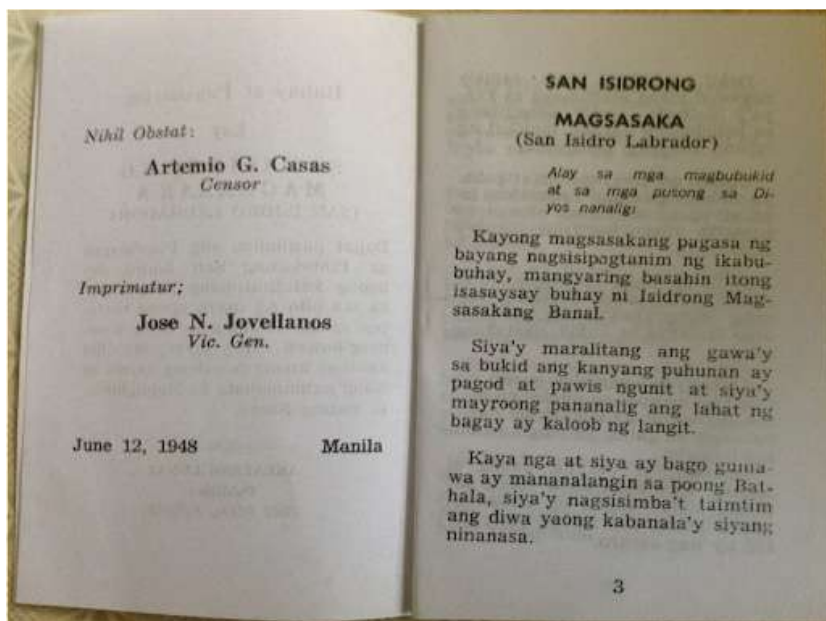 Nihil Obstat:
Artemio G. Casas
Censor
Imprimatur;
Jose N. Jovellanos
Vic. Gen.
June 12, 1948 Manila
SAN ISIDRONG
MAGSASAKA
(San Isidro Labrador)
Alay sa mga magbubukid
at sa mga pusong sa Di-
yos nanalig:
Kayong magsasakang pagasa ng
bayang nagsisipagtanim ng ikabu-
buhay, mangyaring basahin itong
isasaysay buhay ni Isidrong Mag-
sasakang Banal.
Siya'y maralitang ang gawa'y
sa bukid ang kanyang puhunan ay
pagod at pawis ngunit at siya'y
mayroong pananalig ang lahat ng
bagay ay kaloob ng langit.
Kaya nga at siya ay bago guma-
wa ay mananalangin sa poong Bat-
hala, siya'y nagsisimba't taimtim
ang diwa yaong kabanala'y siyang
ninanasa.
3